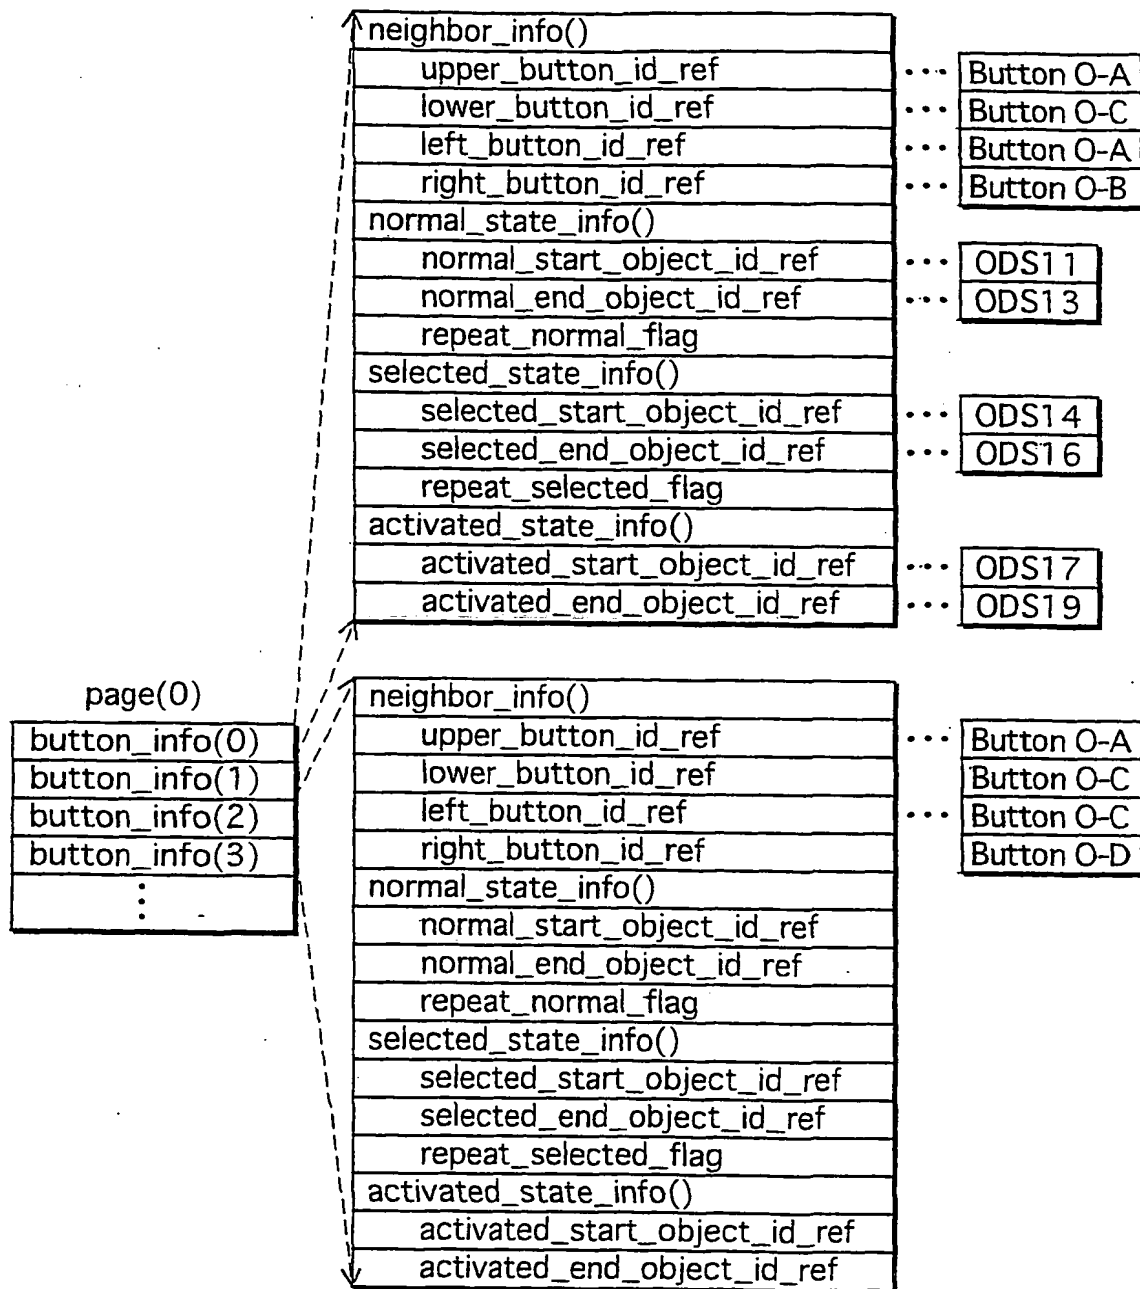 neighbor_info()
upper_button_id_ref ··· Button O-A
lower_button_id_ref ··· Button O-C
left_button_id_ref ··· Button O-A
right_button_id_ref ··· Button O-B
normal_state_info()
normal_start_object_id_ref ··· ODS11
normal_end_object_id_ref ··· ODS13
repeat_normal_flag
selected_state_info()
selected_start_object_id_ref ··· ODS14
selected_end_object_id_ref ··· ODS16
repeat_selected_flag
activated_state_info()
activated_start_object_id_ref ··· ODS17
activated_end_object_id_ref ··· ODS19
page(0)
button_info(0)
button_info(1)
button_info(2)
button_info(3)
⋮
neighbor_info()
upper_button_id_ref ··· Button O-A
lower_button_id_ref Button O-C
left_button_id_ref ··· Button O-C
right_button_id_ref Button O-D
normal_state_info()
normal_start_object_id_ref
normal_end_object_id_ref
repeat_normal_flag
selected_state_info()
selected_start_object_id_ref
selected_end_object_id_ref
repeat_selected_flag
activated_state_info()
activated_start_object_id_ref
activated_end_object_id_ref